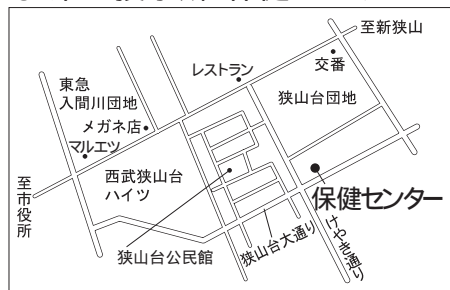 至新狭山
レストラン
交番
東急
入間川団地
狭山台団地
メガネ店
マルエツ
西武狭山台
ハイツ
至市役所
保健センター
狭山台公民館
狭山台大通り
けやき通り